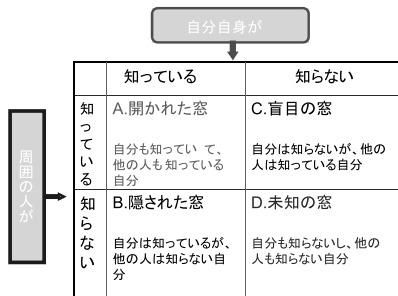 自分自身が
知っている
知らない
周囲の人が
知っている
A.開かれた窓
自分も知ってい て、
他の人も知っている
自分
C.盲目の窓
自分は知らないが、他の
人は知っている自分
知らない
B.隠された窓
自分は知っているが、
他の人は知らない自
分
D.未知の窓
自分も知らないし、他の
人も知らない自分